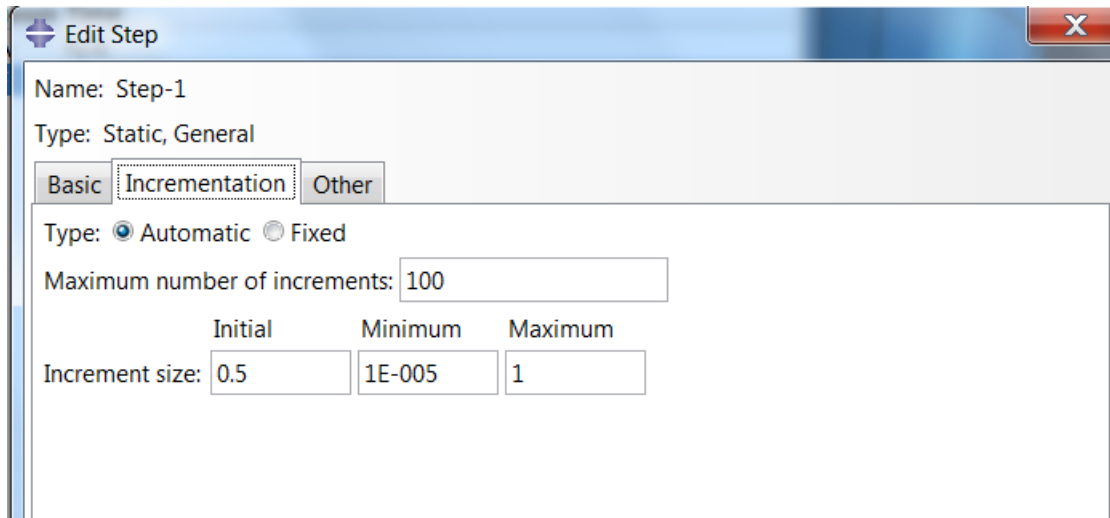 Edit Step
X
Name: Step-1
Type: Static, General
Basic Incrementation Other
Type: Automatic Fixed
Maximum number of increments: 100
Initial Minimum Maximum
Increment size: 0.5 1E-005 1